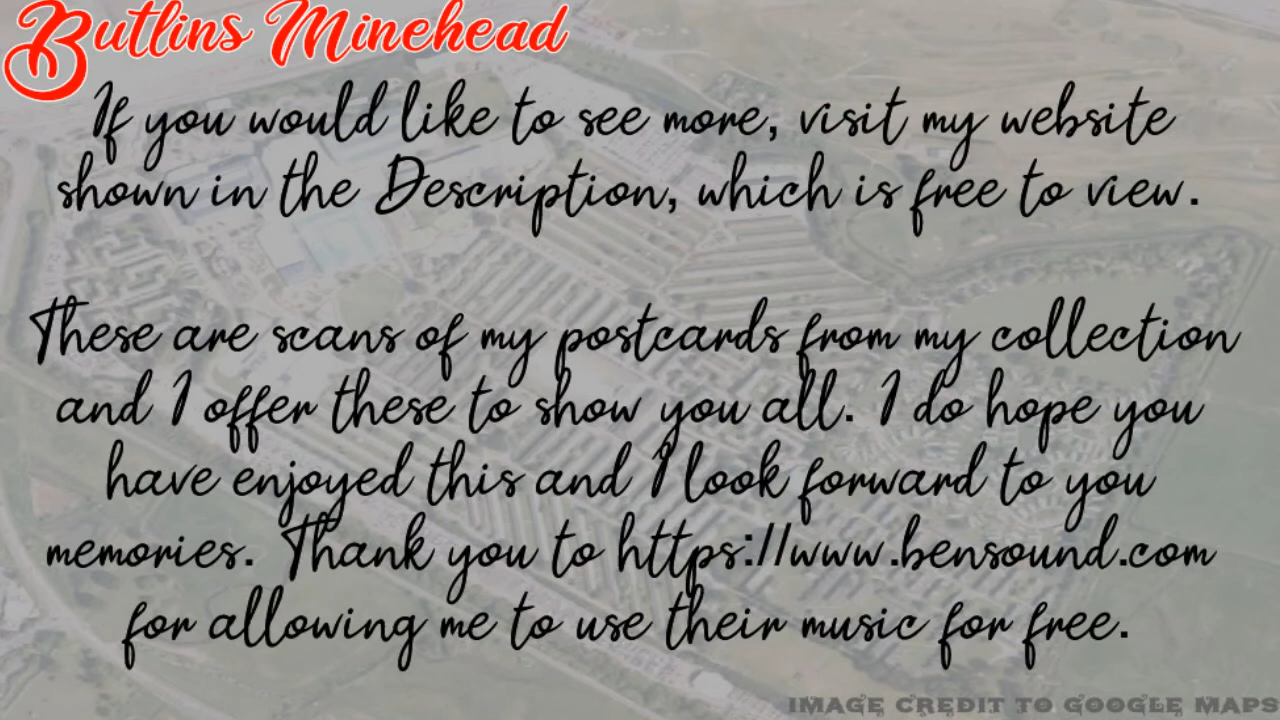 Butlins Minehead
If you would like to see more, visit my website
shown in the Description, which is free to view.
These are scans of my postcards from my collection
and I offer these to show you all. I do hope you
have enjoyed this and I look forward to you
memories. Thank you to https://www.bensound.com
for allowing me to use their music for free.
IMAGE CREDIT TO GOOGLE MAPS